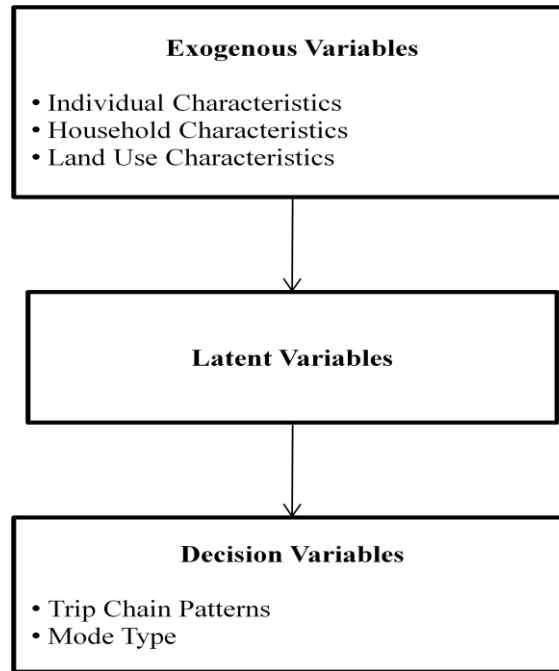 Exogenous Variables
• Individual Characteristics
• Household Characteristics
• Land Use Characteristics
Latent Variables
Decision Variables
• Trip Chain Patterns
• Mode Type